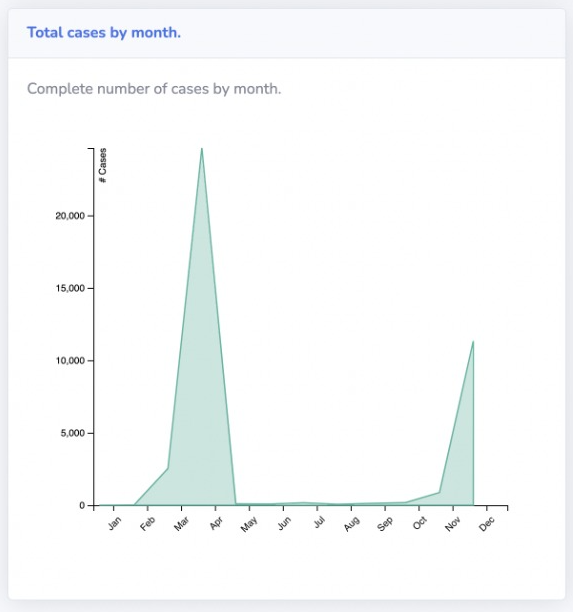 Total cases by month.
Complete number of cases by month.
# Cases
20,000
15,000
10,000
5,000
0
Jan Feb Mar Apr May Jun Jul Aug Sep Oct Nov Dec